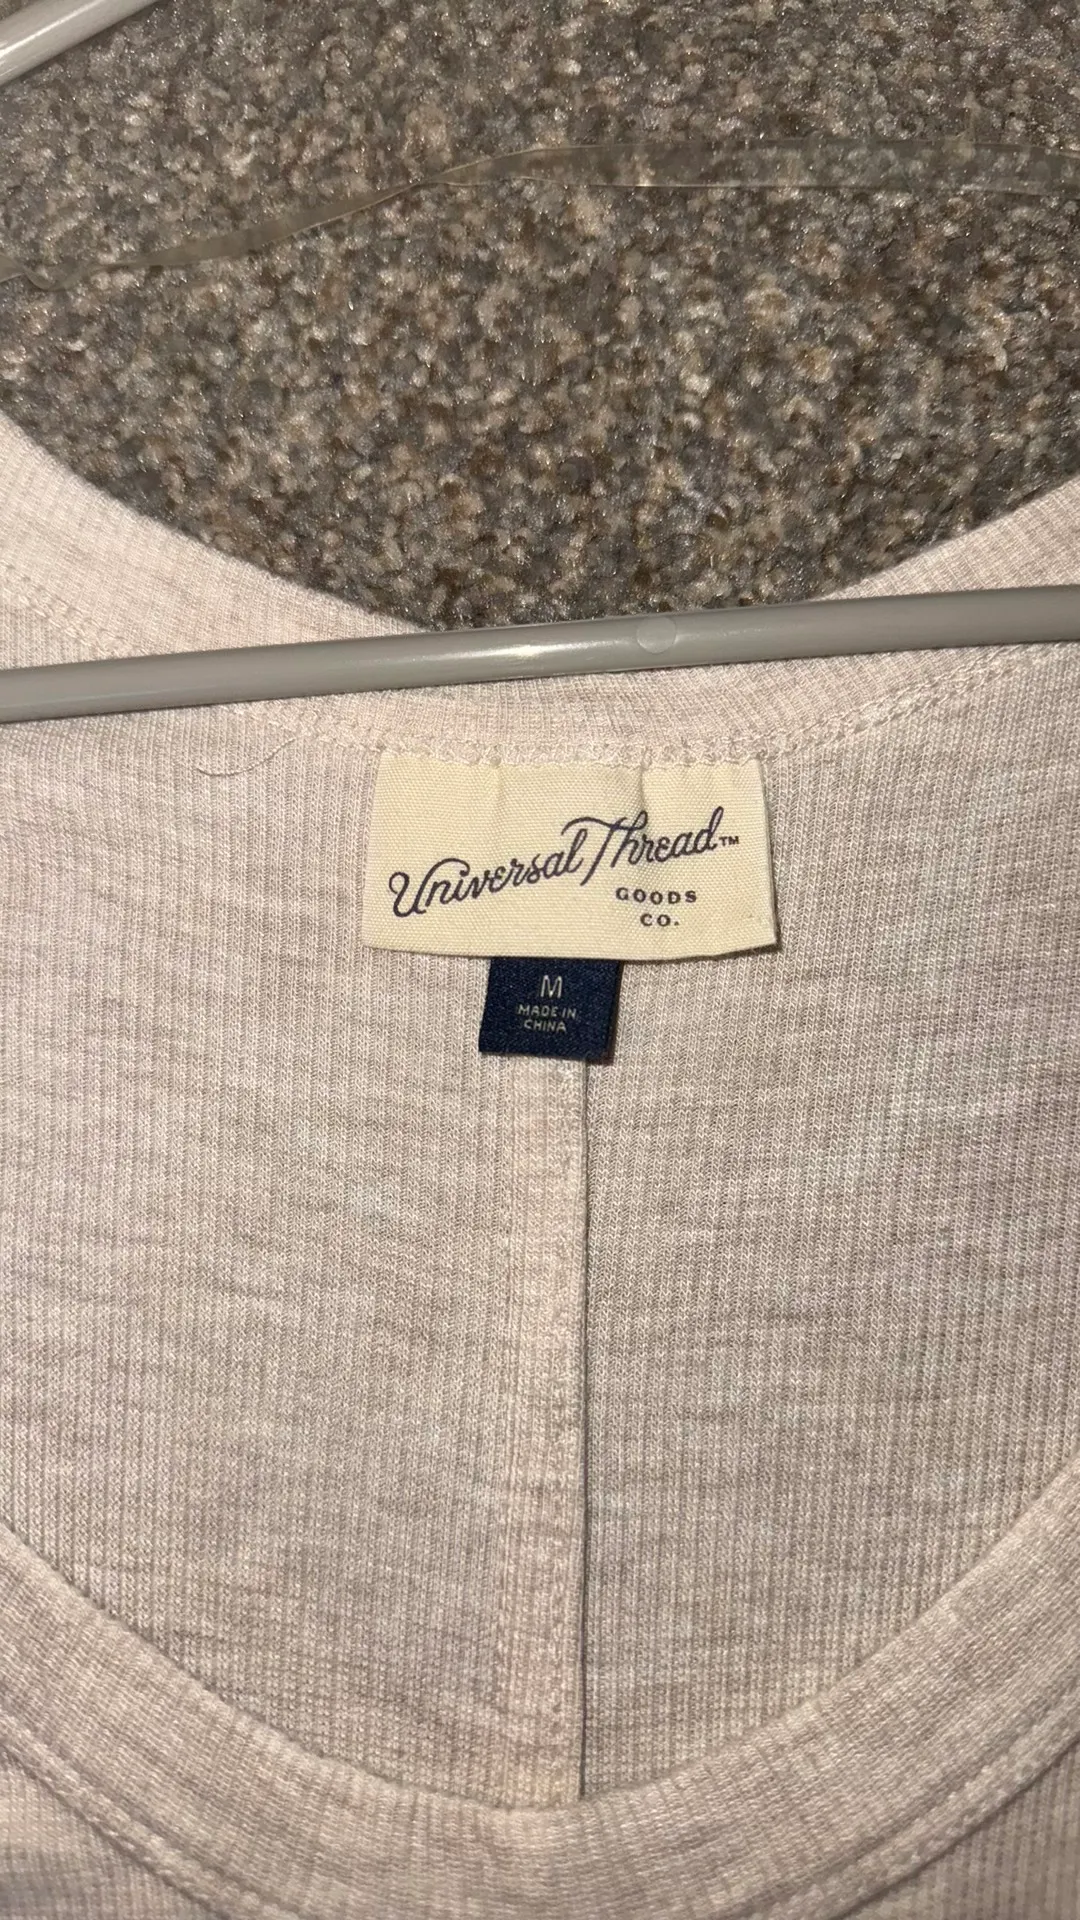 Universal Thread™
GOODS
CO.
M
MADE IN
CHINA